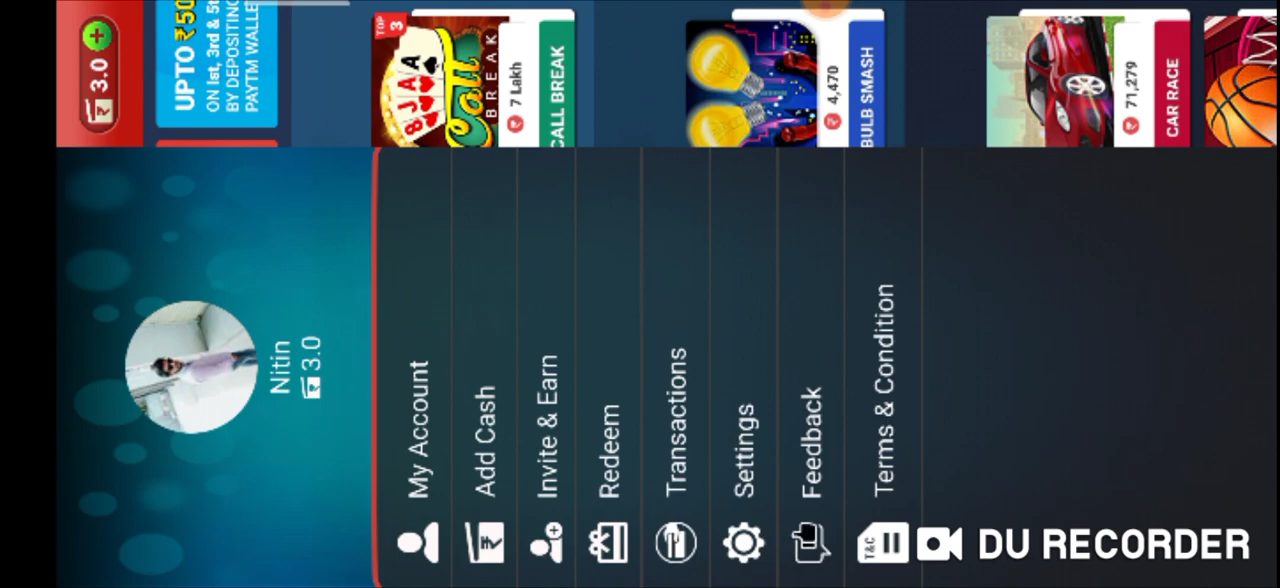 Nitin
3.0
My Account
Add Cash
Invite & Earn
Redeem
Transactions
Settings
Feedback
T&C
Terms & Condition
3.0
UPTO ₹50
ON 1st, 3rd & 5t
BY DEPOSITING
PAYTM WALLE
TOP
3
8 J A A A
Call
BREAK
7 Lakh
CALL BREAK
4,470
BULB SMASH
71,279
CAR RACE
DU RECORDER